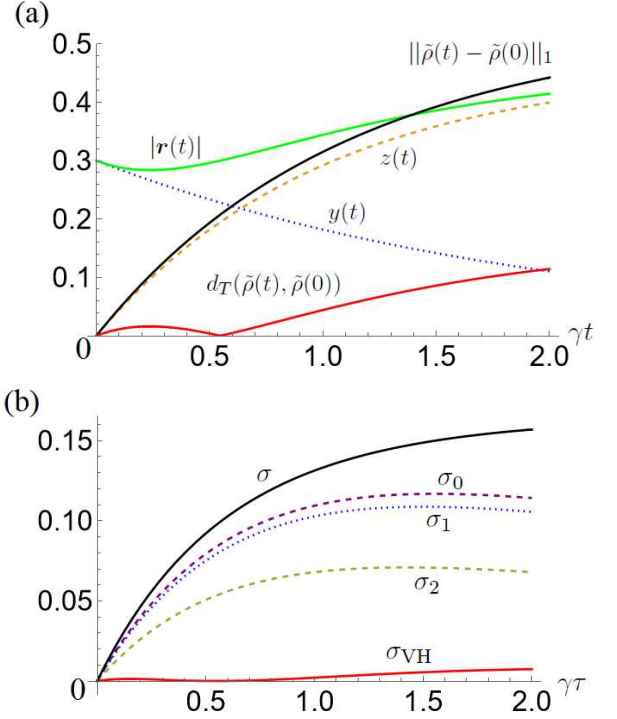 (a)
0.5
||ρ̃(t) − ρ̃(0)||₁
0.4
|r(t)|
z(t)
0.3
0.2
y(t)
0.1
d_T(ρ̃(t), ρ̃(0))
0 0.5 1.0 1.5 2.0 γt
(b)
0.15
σ
σ₀
0.10
σ₁
0.05
σ₂
σ_VH
0 0.5 1.0 1.5 2.0 γτ